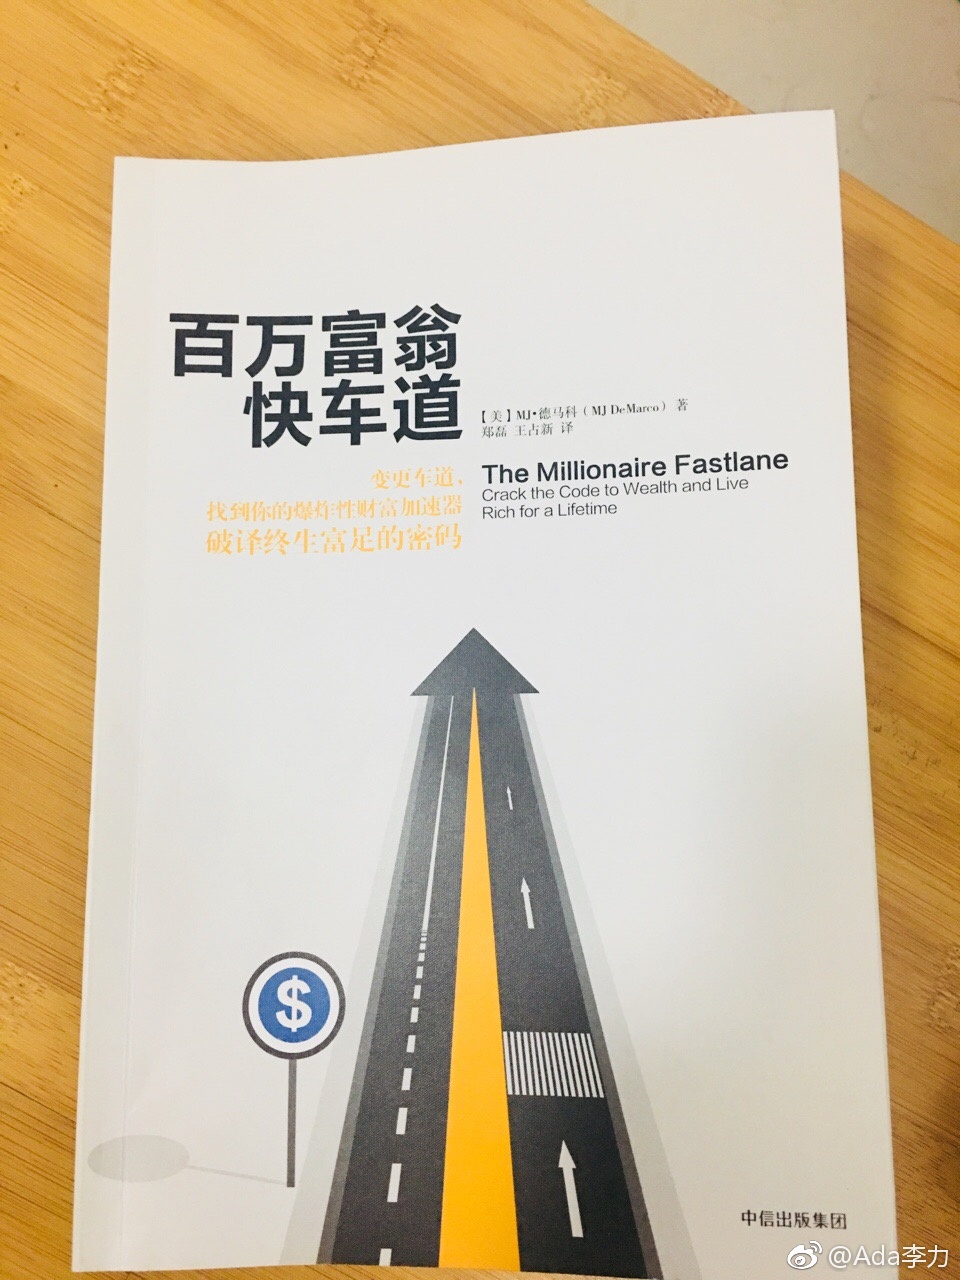 百万富翁
快车道
【美】MJ·德马科（MJ DeMarco）著
郑磊 王占新 译
变更车道，
找到你的爆炸性财富加速器
破译终生富足的密码
The Millionaire Fastlane
Crack the Code to Wealth and Live
Rich for a Lifetime
$
中信出版集团
@Ada李力